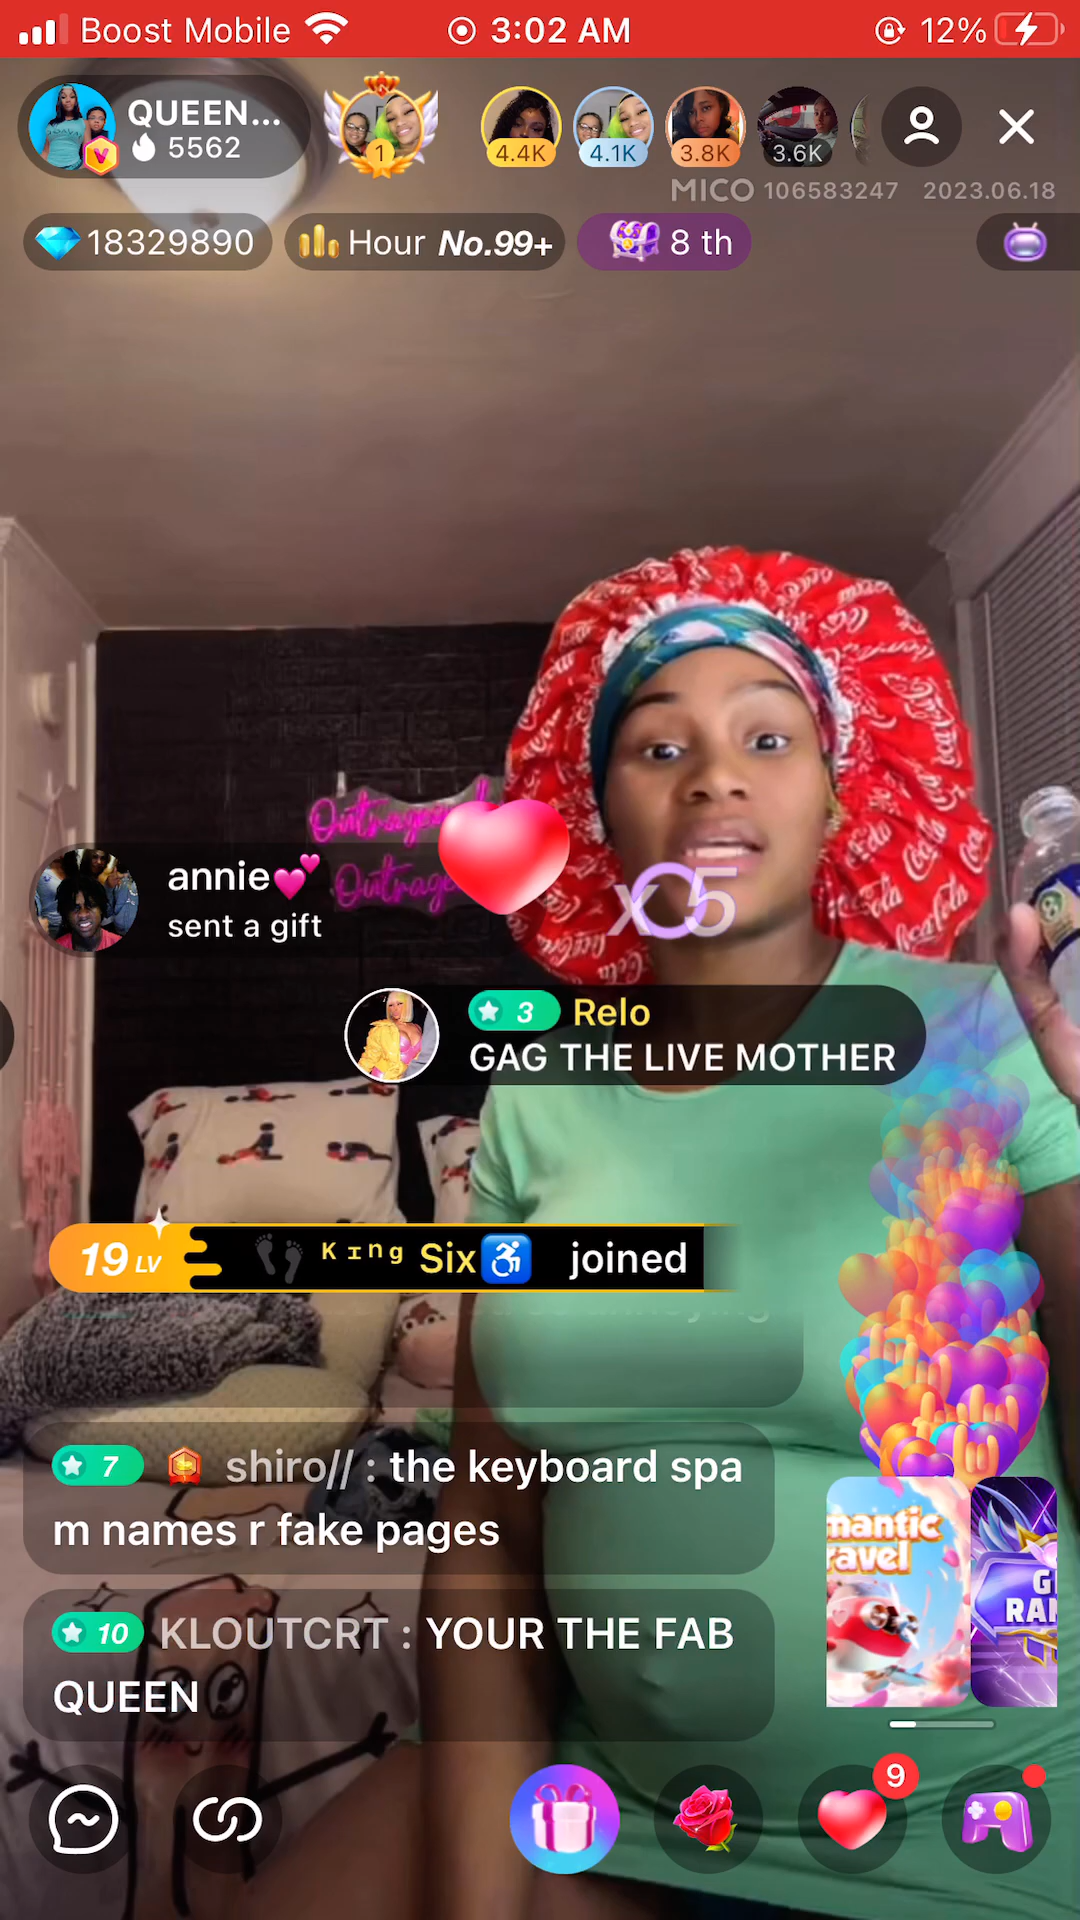 Boost Mobile
3:02 AM
12%
QUEEN...
5562
1
4.4K
4.1K
3.8K
3.6K
MICO 106583247 2023.06.18
18329890
Hour No.99+
8 th
Outrage
annie
sent a gift
x 5
3 Relo
GAG THE LIVE MOTHER
19 LV
King Six joined
7 shiro// : the keyboard spa
m names r fake pages
10 KLOUTCRT : YOUR THE FAB
QUEEN
9